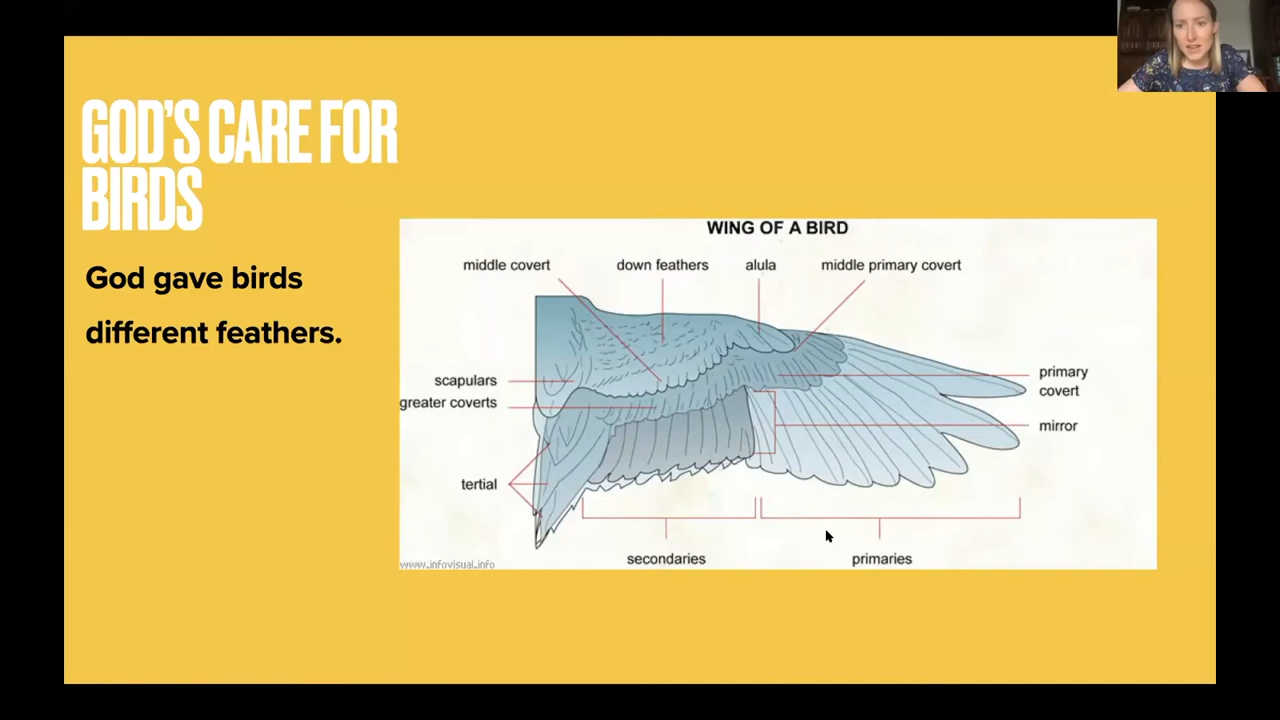 GOD'S CARE FOR
BIRDS
God gave birds
different feathers.
WING OF A BIRD
middle covert
down feathers
alula
middle primary covert
scapulars
greater coverts
tertial
primary
covert
mirror
secondaries
primaries
www.infovisual.info